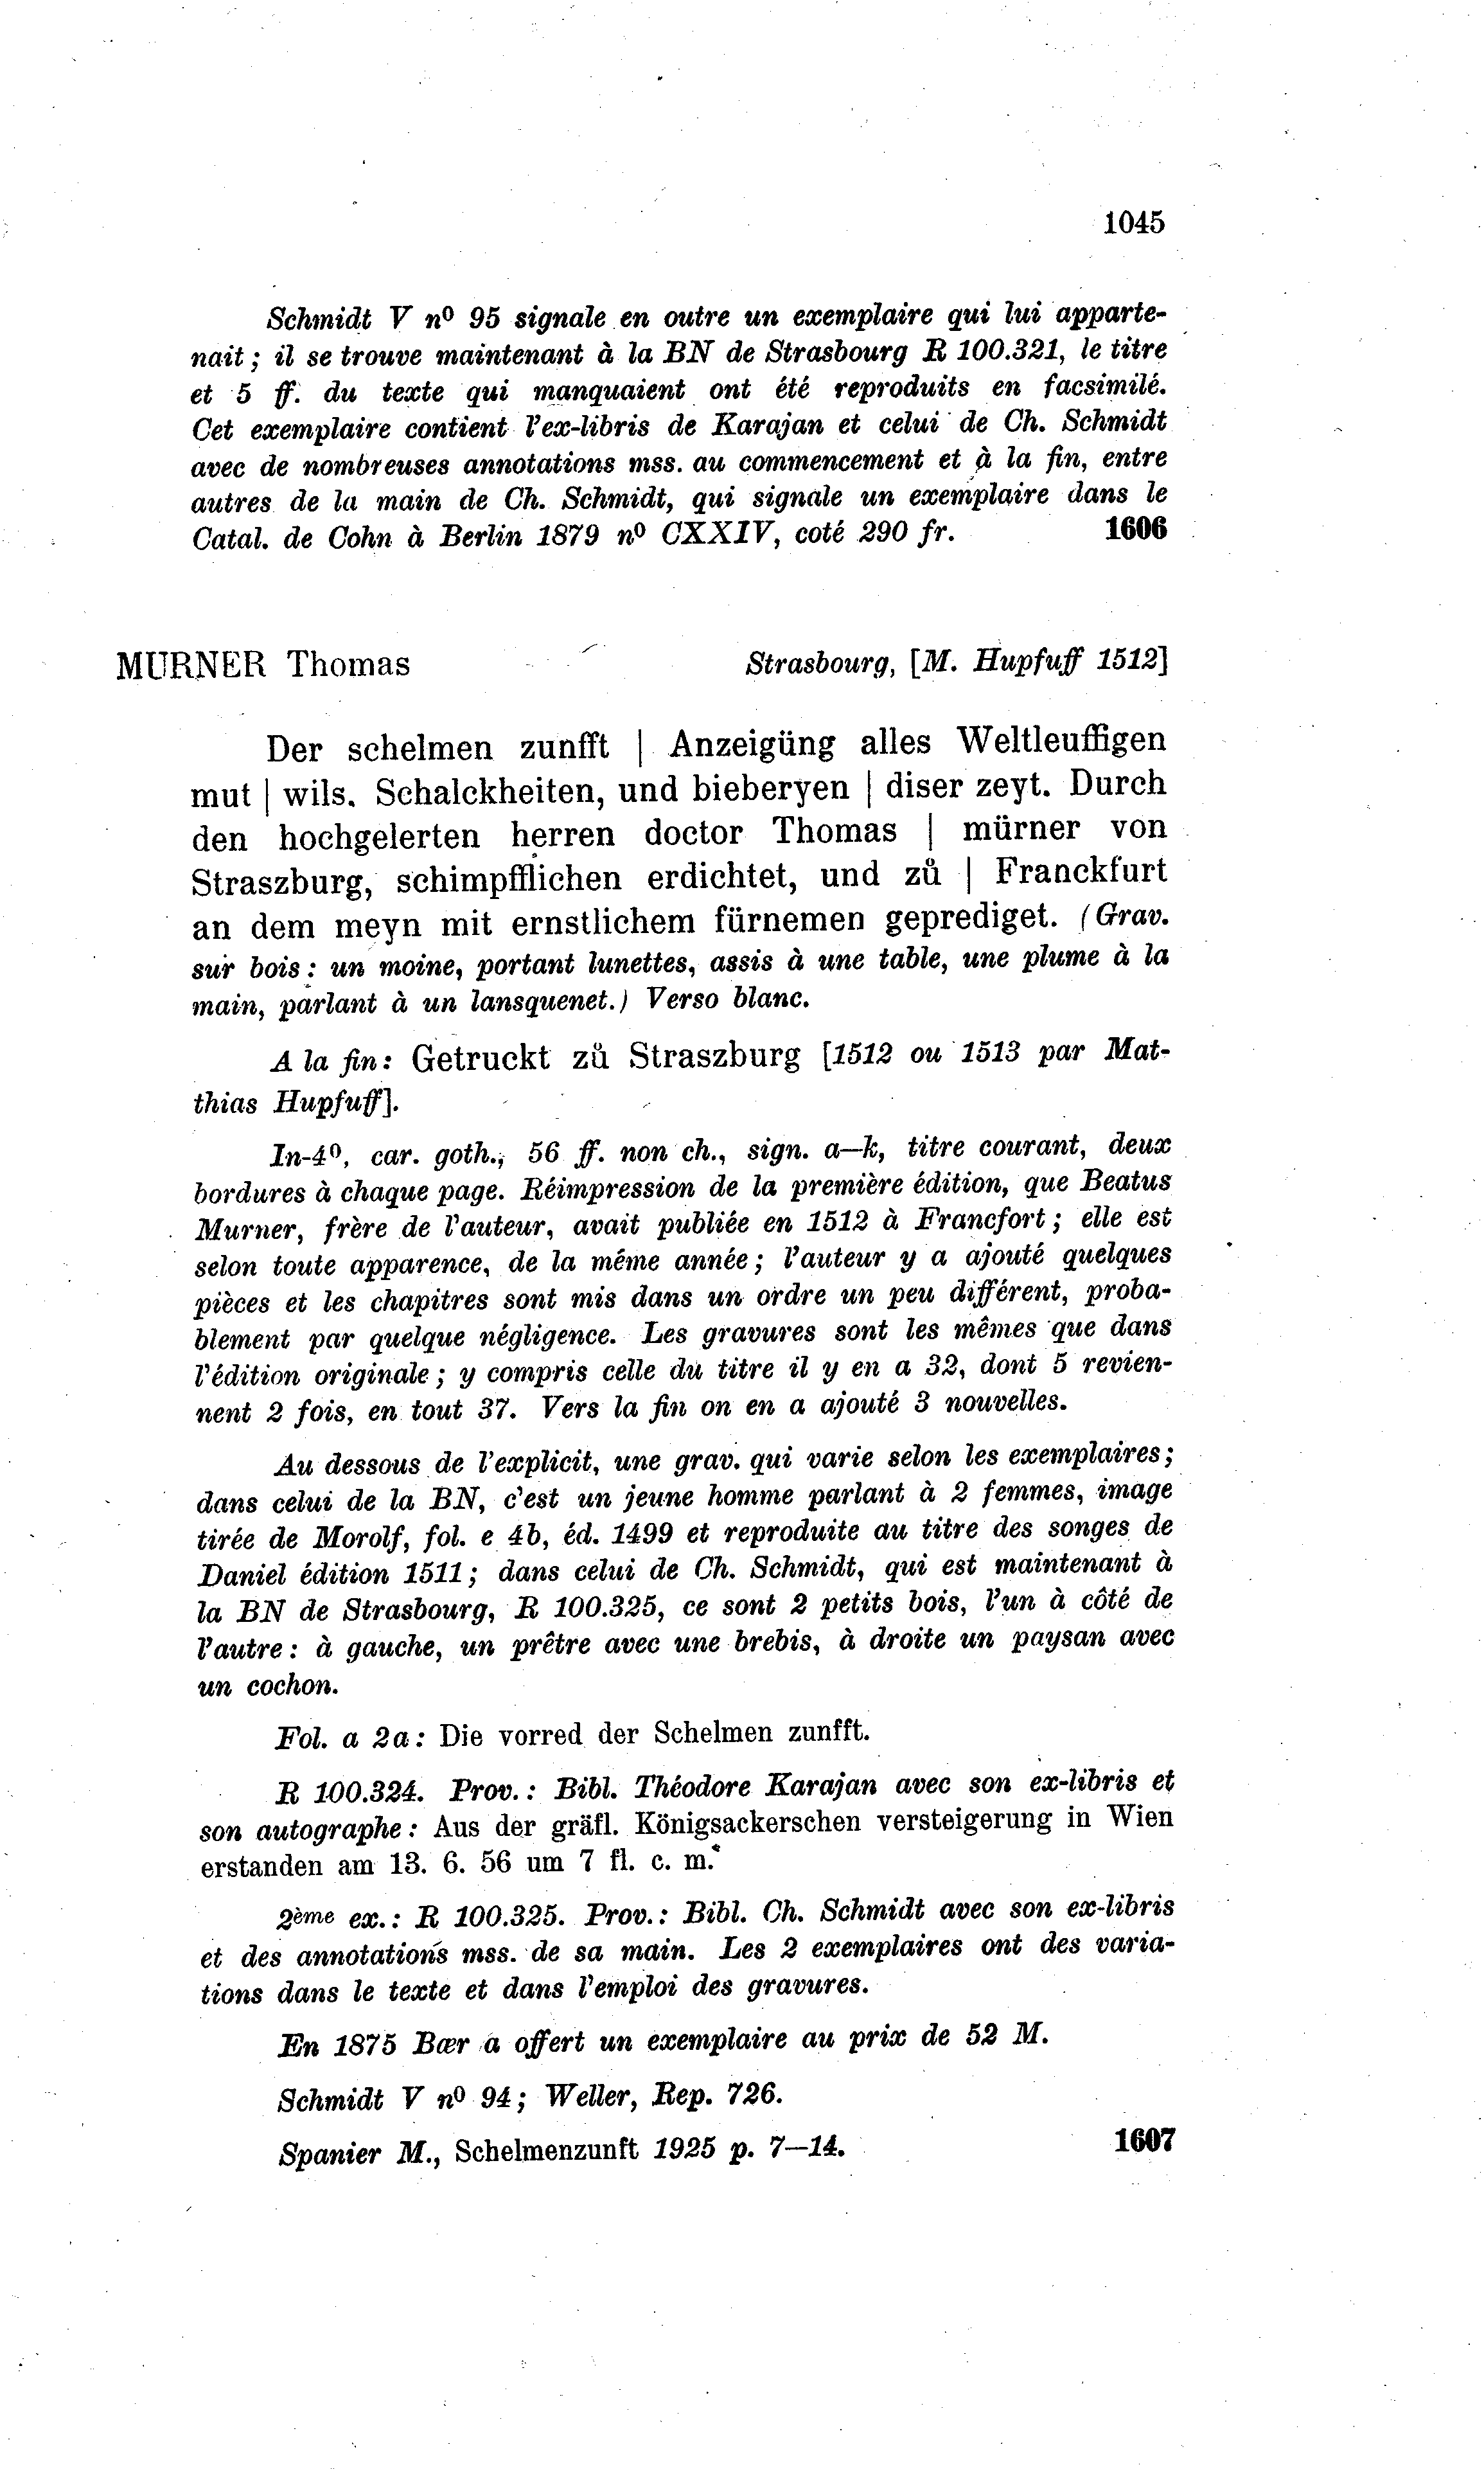 1045
Schmidt V nº 95 signale en outre un exemplaire qui lui apparte-
nait ; il se trouve maintenant à la BN de Strasbourg R 100.321, le titre
et 5 ff. du texte qui manquaient ont été reproduits en facsimilé.
Cet exemplaire contient l'ex-libris de Karajan et celui de Ch. Schmidt
avec de nombreuses annotations mss. au commencement et à la fin, entre
autres de la main de Ch. Schmidt, qui signale un exemplaire dans le
Catal. de Cohn à Berlin 1879 nº CXXIV, coté 290 fr. 1606
MURNER Thomas Strasbourg, [M. Hupfuff 1512]
Der schelmen zunfft | Anzeigüng alles Weltleuffigen
mut | wils. Schalckheiten, und bieberyen | diser zeyt. Durch
den hochgelerten herren doctor Thomas | mürner von
Straszburg, schimpfflichen erdichtet, und zů | Franckfurt
an dem meyn mit ernstlichem fürnemen geprediget. (Grav.
sur bois : un moine, portant lunettes, assis à une table, une plume à la
main, parlant à un lansquenet.) Verso blanc.
A la fin : Getruckt zů Straszburg [1512 ou 1513 par Mat-
thias Hupfuff].
In-4º, car. goth., 56 ff. non ch., sign. a—k, titre courant, deux
bordures à chaque page. Réimpression de la première édition, que Beatus
Murner, frère de l'auteur, avait publiée en 1512 à Francfort ; elle est
selon toute apparence, de la même année ; l'auteur y a ajouté quelques
pièces et les chapitres sont mis dans un ordre un peu différent, proba-
blement par quelque négligence. Les gravures sont les mêmes que dans
l'édition originale ; y compris celle du titre il y en a 32, dont 5 revien-
nent 2 fois, en tout 37. Vers la fin on en a ajouté 3 nouvelles.
Au dessous de l'explicit, une grav. qui varie selon les exemplaires ;
dans celui de la BN, c'est un jeune homme parlant à 2 femmes, image
tirée de Morolf, fol. e 4b, éd. 1499 et reproduite au titre des songes de
Daniel édition 1511 ; dans celui de Ch. Schmidt, qui est maintenant à
la BN de Strasbourg, R 100.325, ce sont 2 petits bois, l'un à côté de
l'autre : à gauche, un prêtre avec une brebis, à droite un paysan avec
un cochon.
Fol. a 2a : Die vorred der Schelmen zunfft.
R 100.324. Prov. : Bibl. Théodore Karajan avec son ex-libris et
son autographe : Aus der gräfl. Königsackerschen versteigerung in Wien
erstanden am 13. 6. 56 um 7 fl. c. m.
2ème ex. : R 100.325. Prov. : Bibl. Ch. Schmidt avec son ex-libris
et des annotations mss. de sa main. Les 2 exemplaires ont des varia-
tions dans le texte et dans l'emploi des gravures.
En 1875 Bær a offert un exemplaire au prix de 52 M.
Schmidt V nº 94 ; Weller, Rep. 726.
Spanier M., Schelmenzunft 1925 p. 7—14. 1607